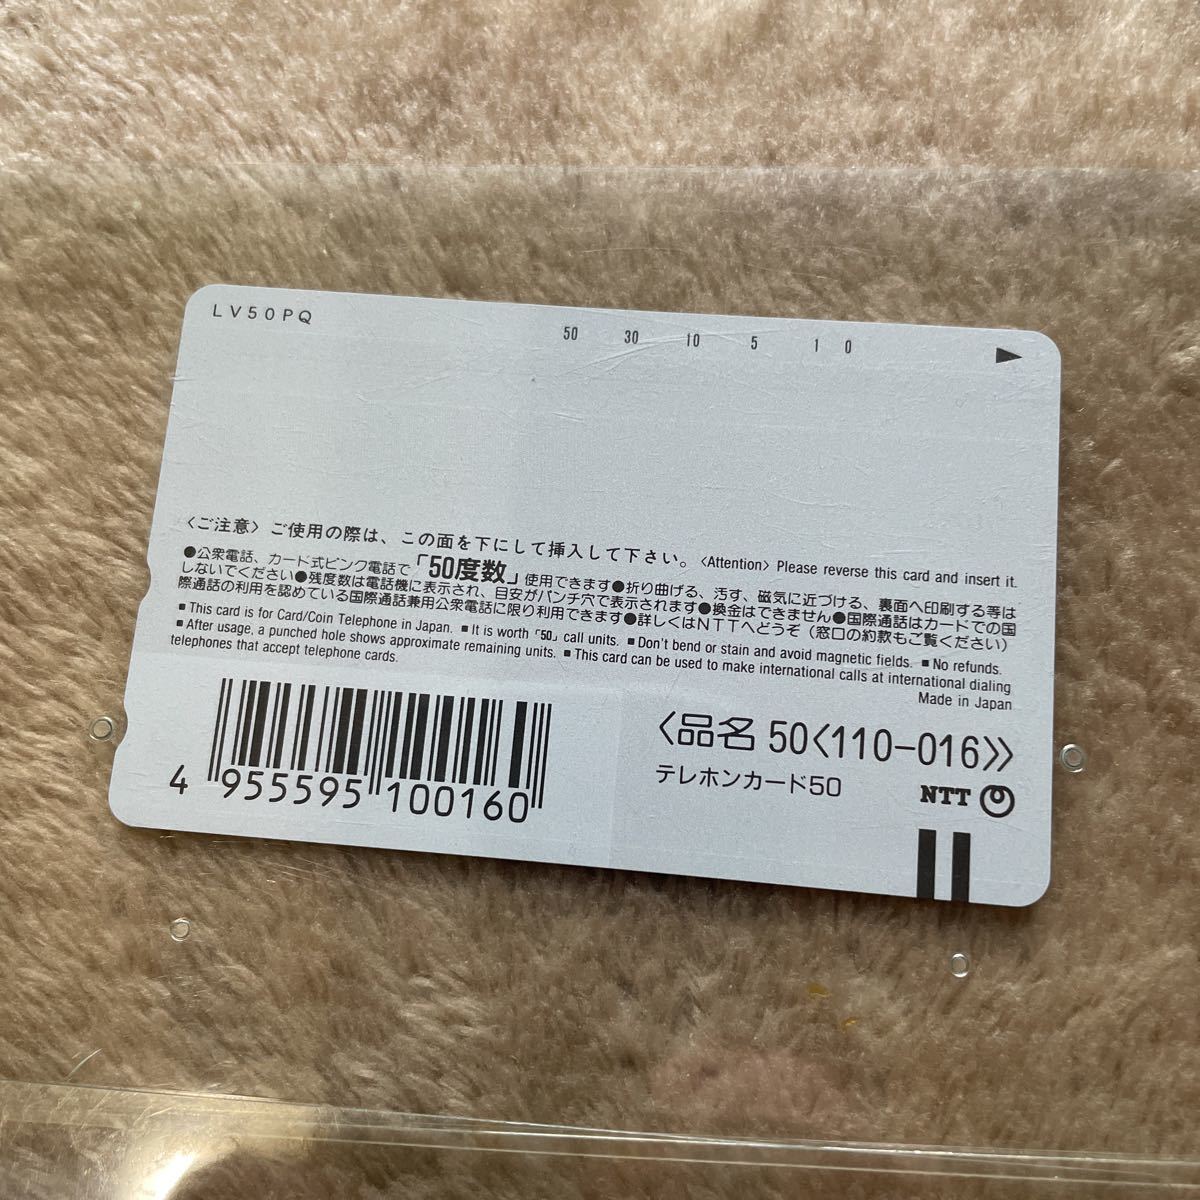 LV50PQ
50 30 10 5 1 0
〈ご注意〉ご使用の際は、この面を下にして挿入して下さい。〈Attention〉Please reverse this card and insert it.
●公衆電話、カード式ピンク電話で「50度数」使用できます●折り曲げる、汚す、磁気に近づける、裏面へ印刷する等は
しないでください●残度数は電話機に表示され、目安がパンチ穴で表示されます●換金はできません●国際通話はカードでの国
際通話の利用を認めている国際通話兼用公衆電話に限り利用できます●詳しくはNTTへどうぞ（窓口の約款もご覧ください）
■This card is for Card/Coin Telephone in Japan. ■It is worth「50」call units. ■Don't bend or stain and avoid magnetic fields. ■No refunds.
■After usage, a punched hole shows approximate remaining units. ■This card can be used to make international calls at international dialing
telephones that accept telephone cards.
Made in Japan
〈品名 50〈110-016〉〉
テレホンカード50
NTT
4 955595 100160